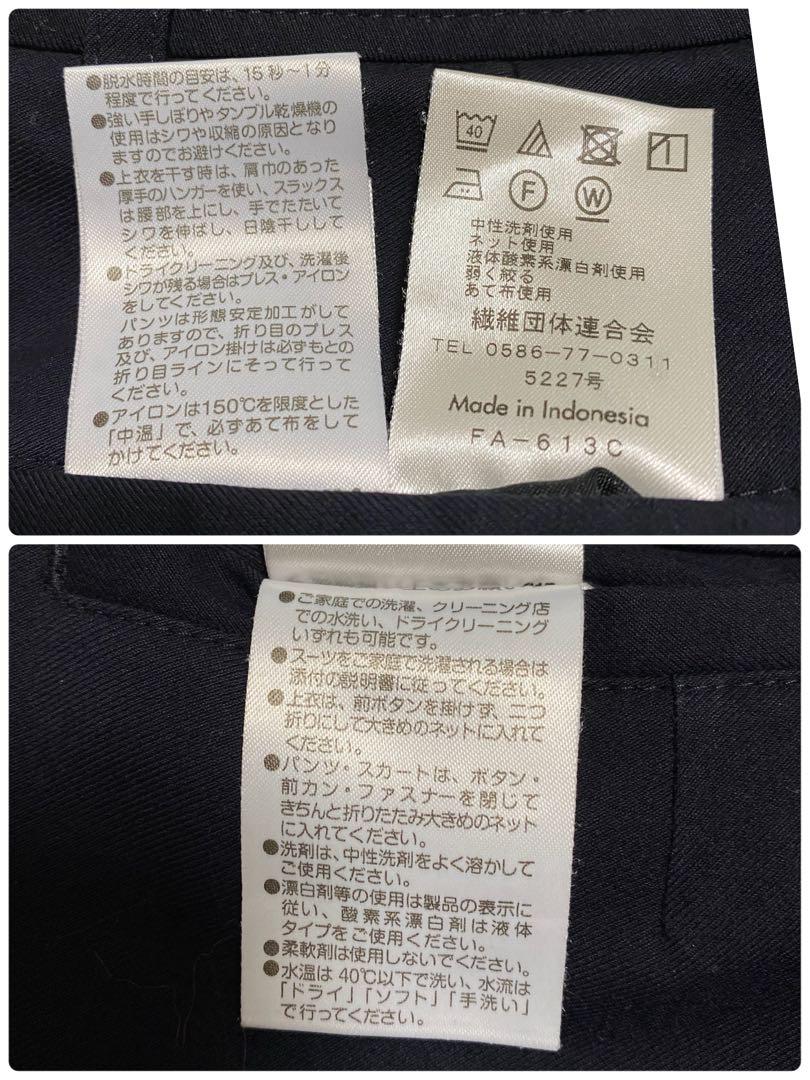 ●脱水時間の目安は、15秒〜1分
程度で行ってください。
●強い手しぼりやタンブル乾燥機の
使用はシワや収縮の原因となり
ますのでお避けください。
●上衣を干す時は、肩巾のあった
厚手のハンガーを使い、スラックス
は腰部を上にし、手でたたいて
シワを伸ばし、日陰干しして
ください。
●ドライクリーニング及び、洗濯後
シワが残る場合はプレス・アイロン
をしてください。
パンツは形態安定加工がして
ありますので、折り目のプレス
及び、アイロン掛けは必ずもとの
折り目ラインにそって行って
ください。
●アイロンは150℃を限度とした
「中温」で、必ずあて布をして
かけてください。
40
F
W
中性洗剤使用
ネット使用
液体酸素系漂白剤使用
弱く絞る
あて布使用
繊維団体連合会
TEL 0586-77-0311
5227号
Made in Indonesia
FA-613C
●ご家庭での洗濯、クリーニング店
での水洗い、ドライクリーニング
いずれも可能です。
●スーツをご家庭で洗濯される場合は
添付の説明書に従ってください。
●上衣は、前ボタンを掛けず、二つ
折りにして大きめのネットに入れて
ください。
●パンツ・スカートは、ボタン・
前カン・ファスナーを閉じて
きちんと折りたたみ大きめのネット
に入れてください。
●洗剤は、中性洗剤をよく溶かして
ご使用ください。
●漂白剤等の使用は製品の表示に
従い、酸素系漂白剤は液体
タイプをご使用ください。
●柔軟剤は使用しないでください。
●水温は40℃以下で洗い、水流は
「ドライ」「ソフト」「手洗い」
で行ってください。